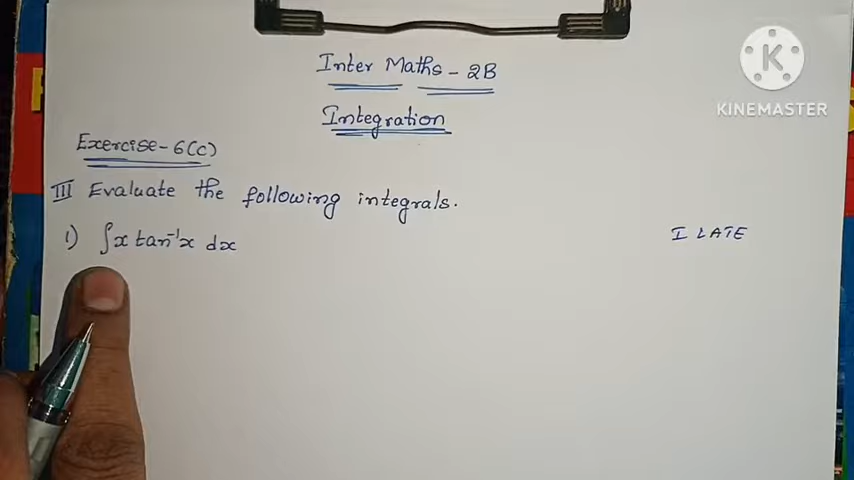 K
KINEMASTER
Inter Maths - 2B
Integration
Exercise - 6(c)
III Evaluate the following integrals.
1) ∫x tan⁻¹x dx
I LATE